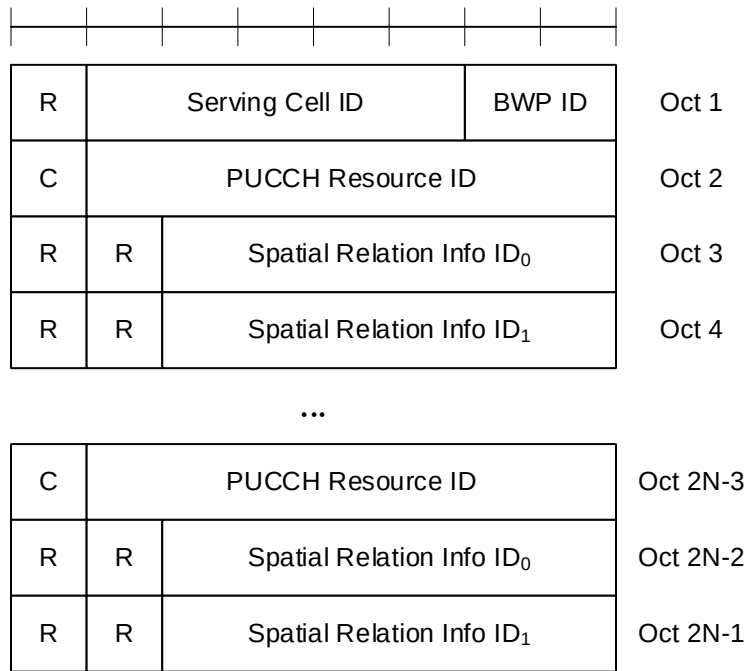 R Serving Cell ID BWP ID Oct 1
C PUCCH Resource ID Oct 2
R R Spatial Relation Info ID₀ Oct 3
R R Spatial Relation Info ID₁ Oct 4
...
C PUCCH Resource ID Oct 2N-3
R R Spatial Relation Info ID₀ Oct 2N-2
R R Spatial Relation Info ID₁ Oct 2N-1